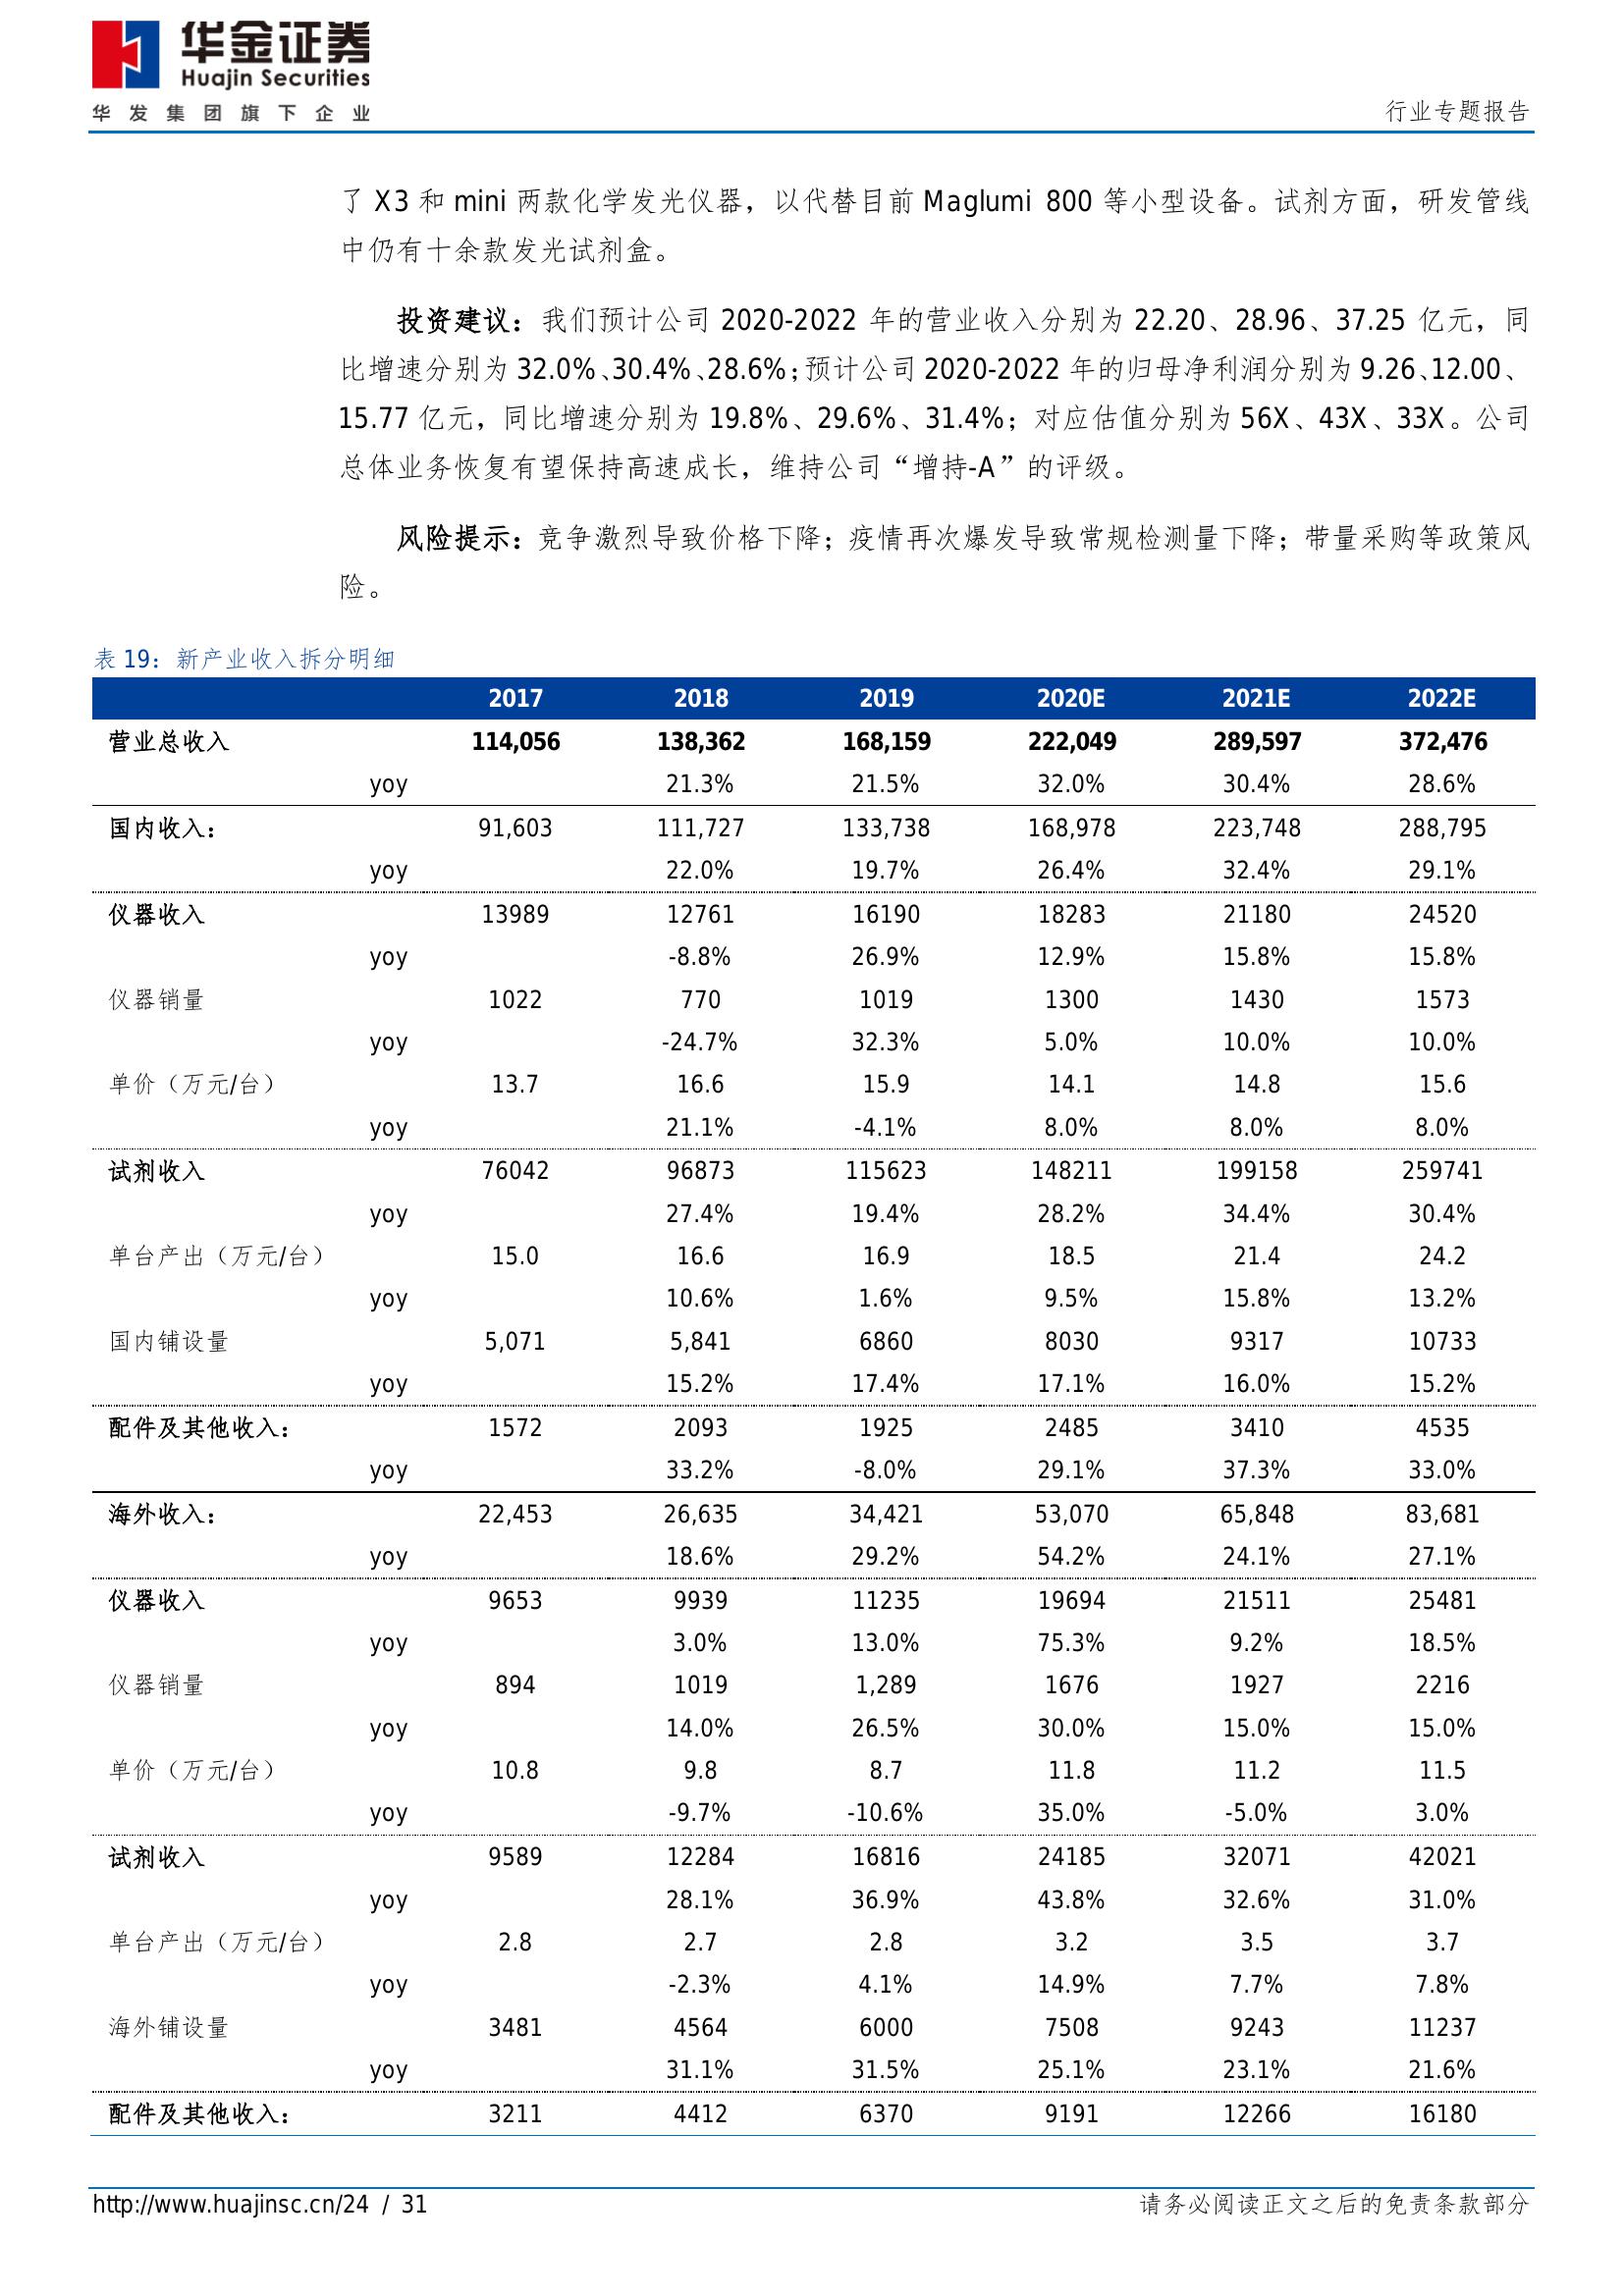 华金证券
Huajin Securities
华发集团旗下企业
行业专题报告
了 X3 和 mini 两款化学发光仪器，以代替目前 Maglumi 800 等小型设备。试剂方面，研发管线
中仍有十余款发光试剂盒。
投资建议：我们预计公司 2020-2022 年的营业收入分别为 22.20、28.96、37.25 亿元，同
比增速分别为 32.0%、30.4%、28.6%；预计公司 2020-2022 年的归母净利润分别为 9.26、12.00、
15.77 亿元，同比增速分别为 19.8%、29.6%、31.4%；对应估值分别为 56X、43X、33X。公司
总体业务恢复有望保持高速成长，维持公司“增持-A”的评级。
风险提示：竞争激烈导致价格下降；疫情再次爆发导致常规检测量下降；带量采购等政策风
险。
表 19：新产业收入拆分明细
2017 2018 2019 2020E 2021E 2022E
营业总收入 114,056 138,362 168,159 222,049 289,597 372,476
yoy 21.3% 21.5% 32.0% 30.4% 28.6%
国内收入： 91,603 111,727 133,738 168,978 223,748 288,795
yoy 22.0% 19.7% 26.4% 32.4% 29.1%
仪器收入 13989 12761 16190 18283 21180 24520
yoy -8.8% 26.9% 12.9% 15.8% 15.8%
仪器销量 1022 770 1019 1300 1430 1573
yoy -24.7% 32.3% 5.0% 10.0% 10.0%
单价（万元/台） 13.7 16.6 15.9 14.1 14.8 15.6
yoy 21.1% -4.1% 8.0% 8.0% 8.0%
试剂收入 76042 96873 115623 148211 199158 259741
yoy 27.4% 19.4% 28.2% 34.4% 30.4%
单台产出（万元/台） 15.0 16.6 16.9 18.5 21.4 24.2
yoy 10.6% 1.6% 9.5% 15.8% 13.2%
国内铺设量 5,071 5,841 6860 8030 9317 10733
yoy 15.2% 17.4% 17.1% 16.0% 15.2%
配件及其他收入： 1572 2093 1925 2485 3410 4535
yoy 33.2% -8.0% 29.1% 37.3% 33.0%
海外收入： 22,453 26,635 34,421 53,070 65,848 83,681
yoy 18.6% 29.2% 54.2% 24.1% 27.1%
仪器收入 9653 9939 11235 19694 21511 25481
yoy 3.0% 13.0% 75.3% 9.2% 18.5%
仪器销量 894 1019 1,289 1676 1927 2216
yoy 14.0% 26.5% 30.0% 15.0% 15.0%
单价（万元/台） 10.8 9.8 8.7 11.8 11.2 11.5
yoy -9.7% -10.6% 35.0% -5.0% 3.0%
试剂收入 9589 12284 16816 24185 32071 42021
yoy 28.1% 36.9% 43.8% 32.6% 31.0%
单台产出（万元/台） 2.8 2.7 2.8 3.2 3.5 3.7
yoy -2.3% 4.1% 14.9% 7.7% 7.8%
海外铺设量 3481 4564 6000 7508 9243 11237
yoy 31.1% 31.5% 25.1% 23.1% 21.6%
配件及其他收入： 3211 4412 6370 9191 12266 16180
http://www.huajinsc.cn/24 / 31
请务必阅读正文之后的免责条款部分